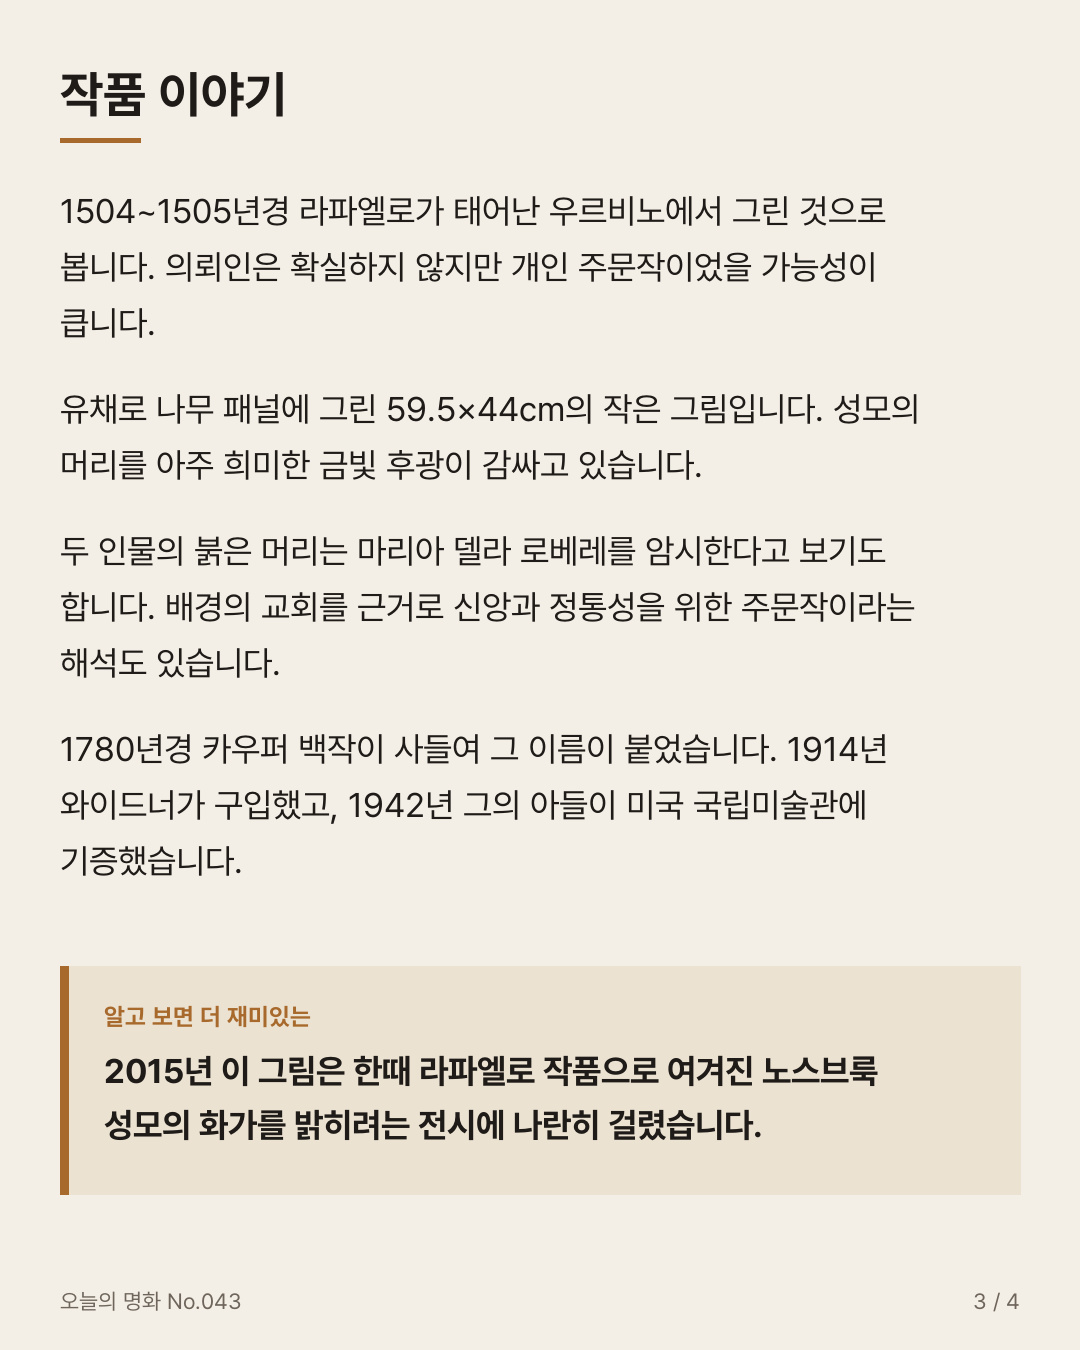 작품 이야기
1504~1505년경 라파엘로가 태어난 우르비노에서 그린 것으로
봅니다. 의뢰인은 확실하지 않지만 개인 주문작이었을 가능성이
큽니다.
유채로 나무 패널에 그린 59.5×44cm의 작은 그림입니다. 성모의
머리를 아주 희미한 금빛 후광이 감싸고 있습니다.
두 인물의 붉은 머리는 마리아 델라 로베레를 암시한다고 보기도
합니다. 배경의 교회를 근거로 신앙과 정통성을 위한 주문작이라는
해석도 있습니다.
1780년경 카우퍼 백작이 사들여 그 이름이 붙었습니다. 1914년
와이드너가 구입했고, 1942년 그의 아들이 미국 국립미술관에
기증했습니다.
알고 보면 더 재미있는
2015년 이 그림은 한때 라파엘로 작품으로 여겨진 노스브룩
성모의 화가를 밝히려는 전시에 나란히 걸렸습니다.
오늘의 명화 No.043
3 / 4